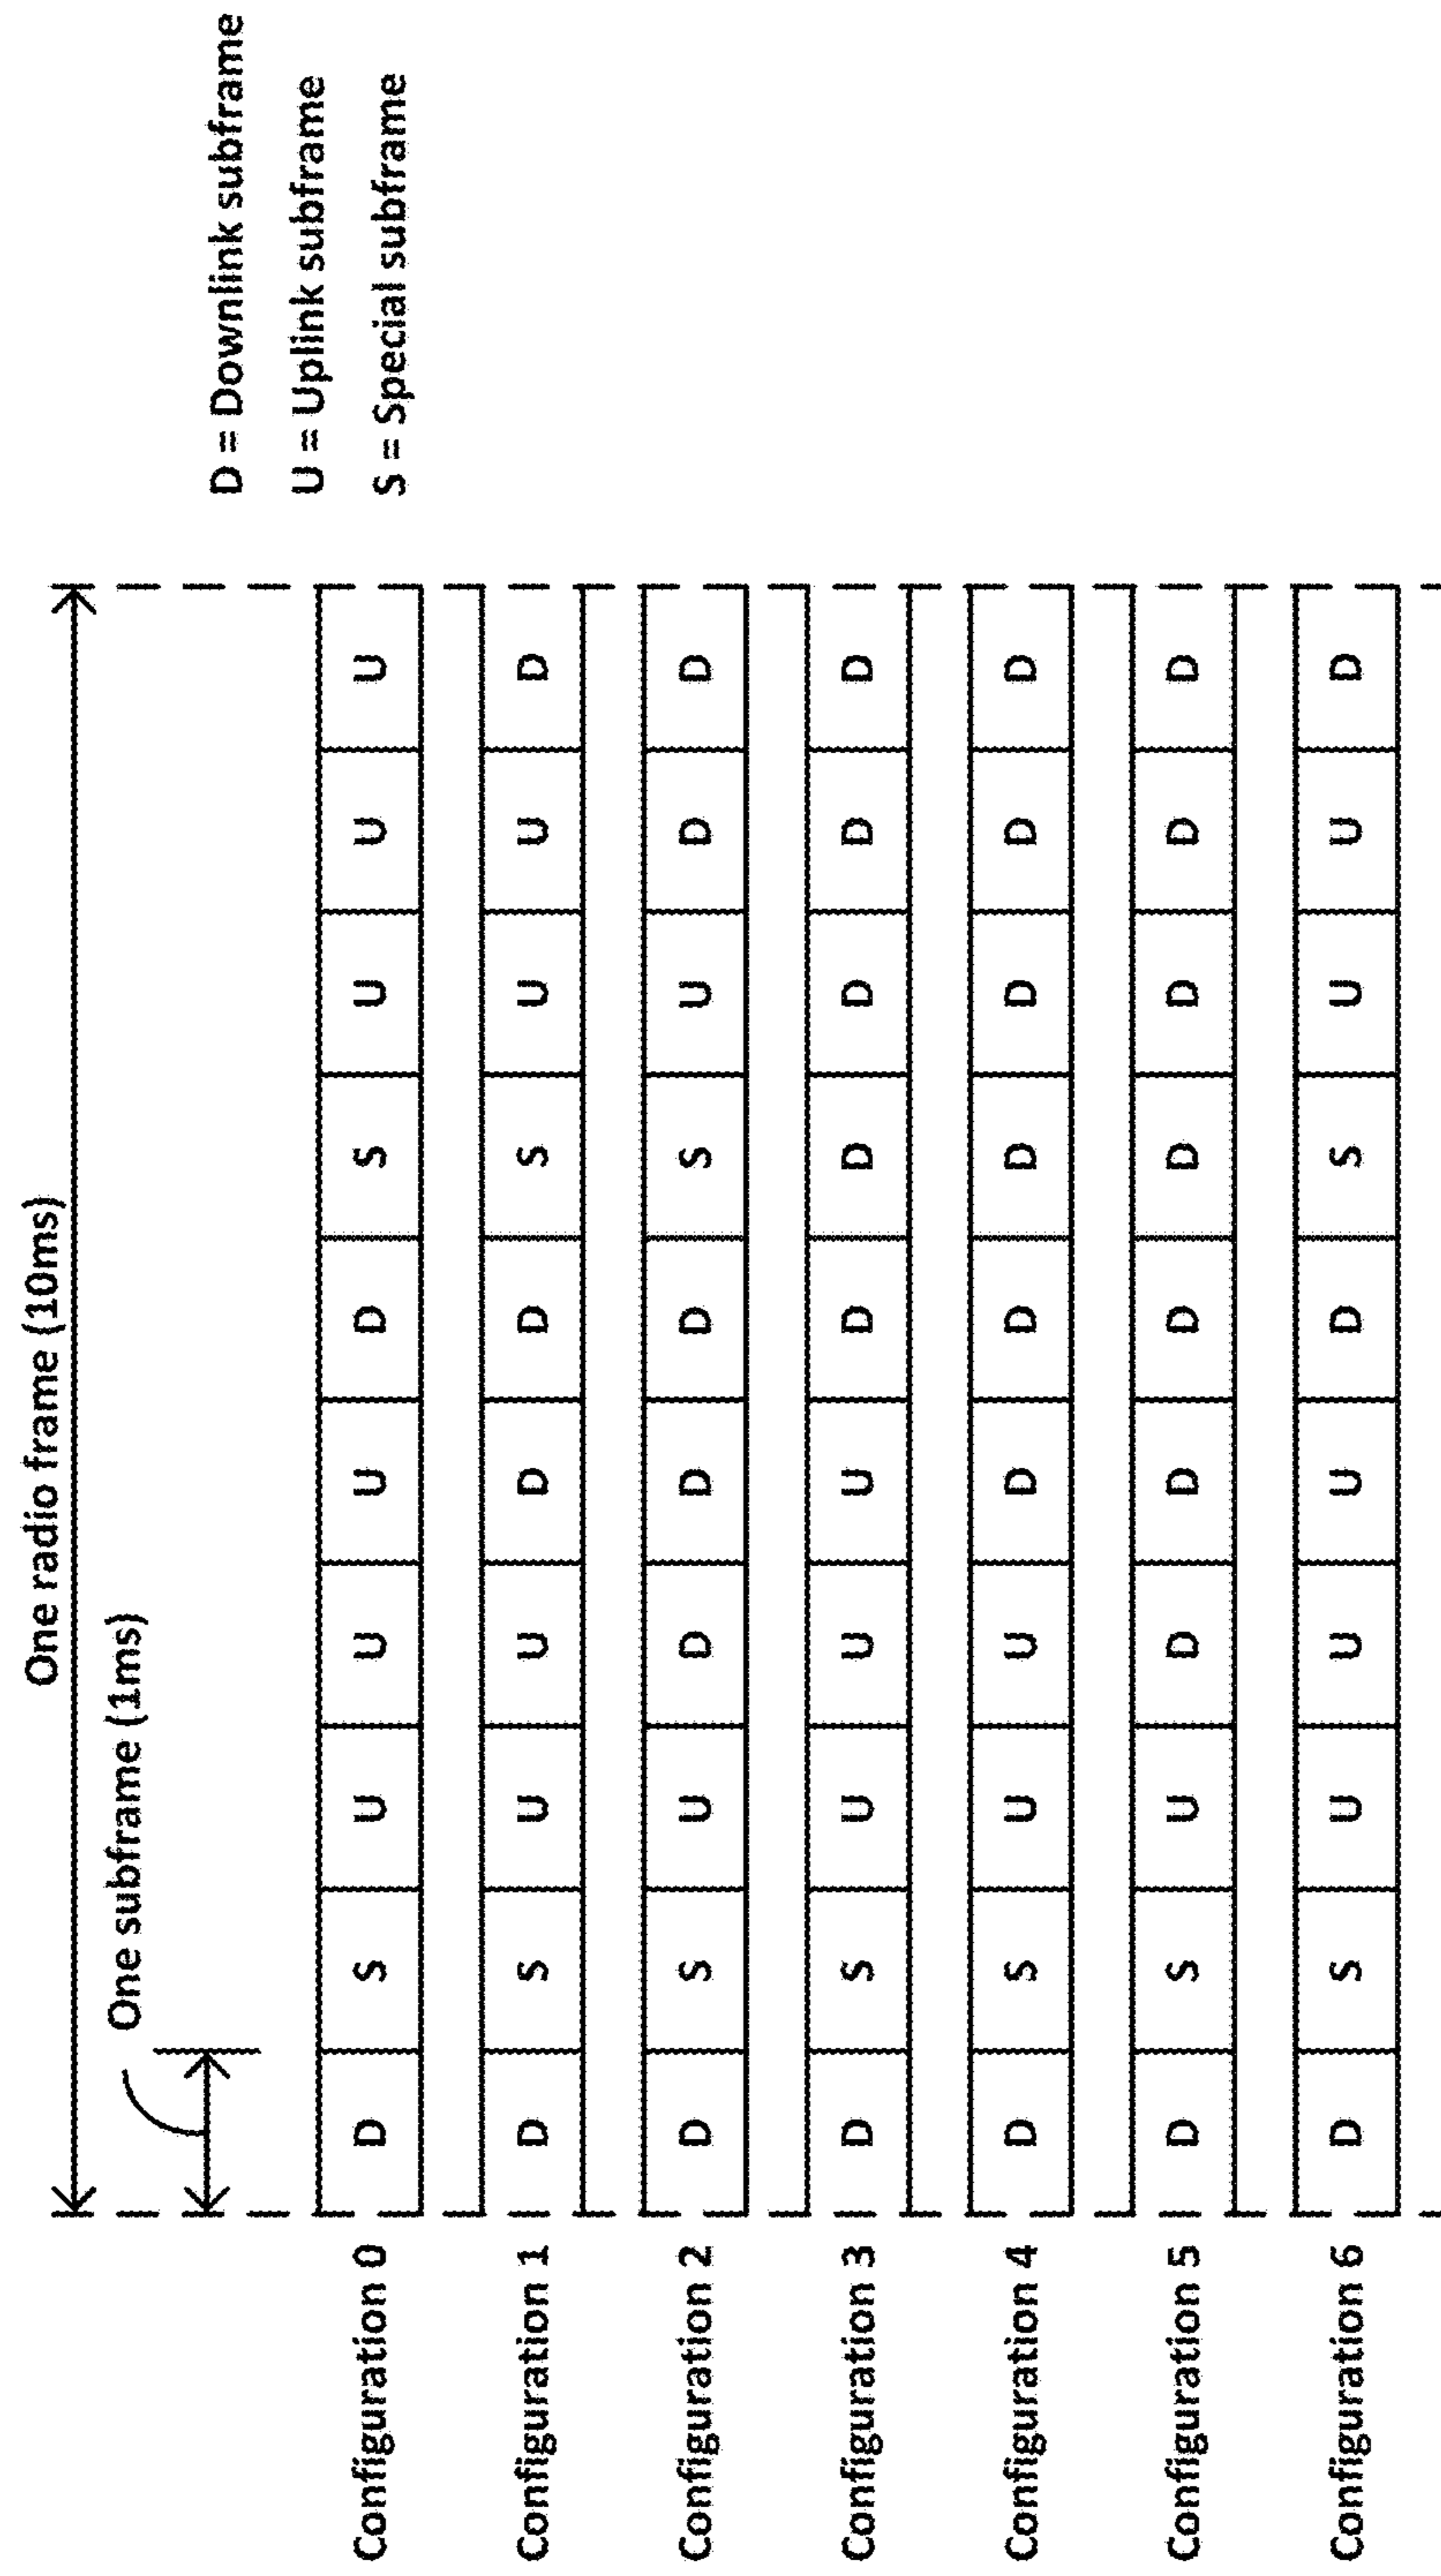 One radio frame (10ms)
One subframe (1ms)
D = Downlink subframe
U = Uplink subframe
S = Special subframe
Configuration 0 D S U U U D S U U U
Configuration 1 D S U U D D S U U D
Configuration 2 D S U D D D S U D D
Configuration 3 D S U U U D D D D D
Configuration 4 D S U U D D D D D D
Configuration 5 D S U D D D D D D D
Configuration 6 D S U U U D S U U D